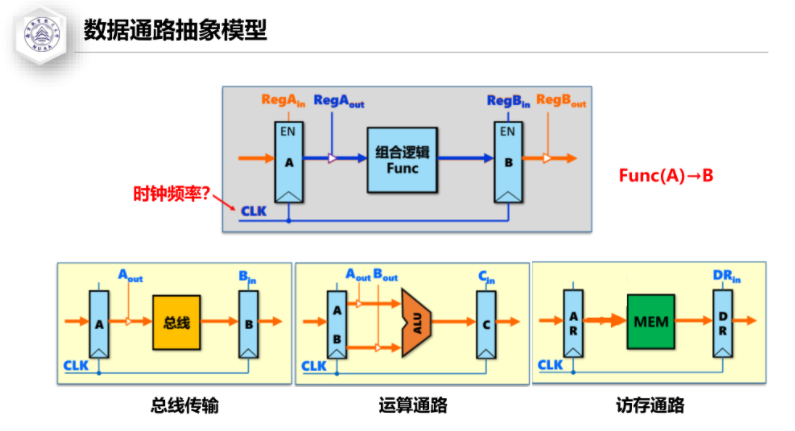 数据通路抽象模型
RegAin RegAout RegBin RegBout
EN EN
A 组合逻辑 B
Func
Func(A)→B
时钟频率?
CLK
Aout Bin
A 总线 B
CLK
总线传输
Aout Bout Cin
A
B
ALU
C
CLK
运算通路
DRin
A
R
MEM
D
R
CLK
访存通路